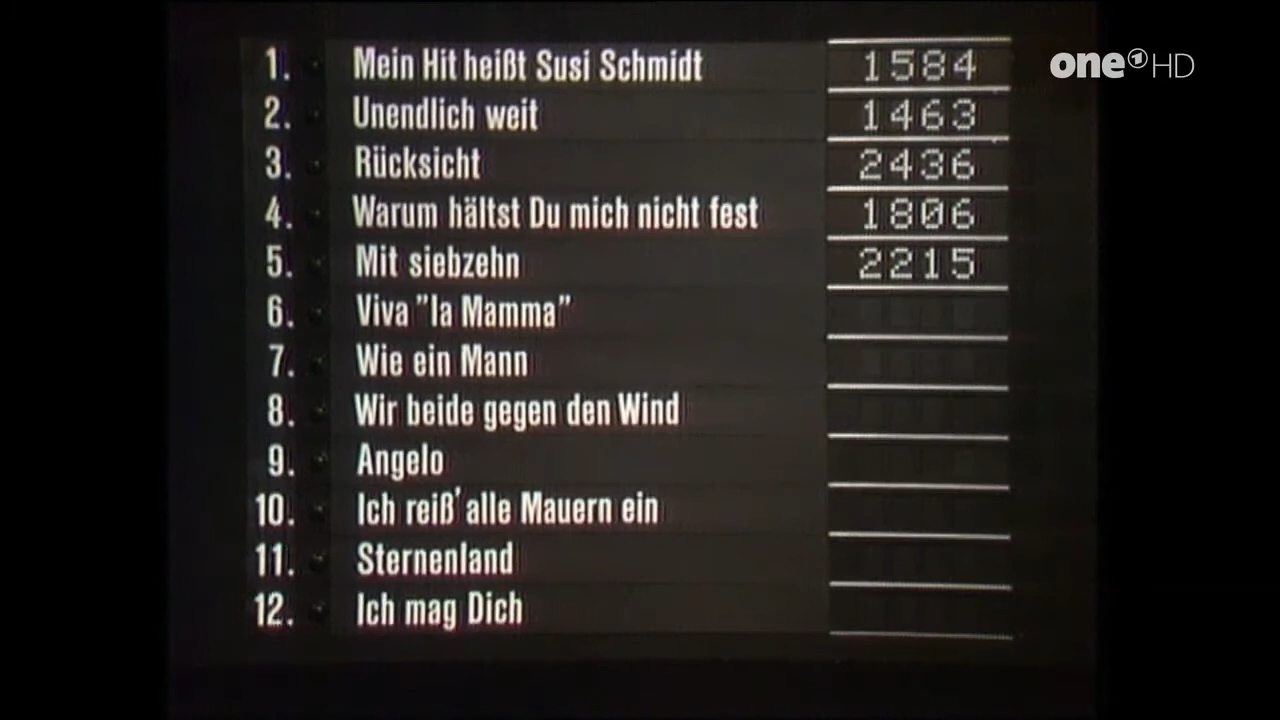 1. Mein Hit heißt Susi Schmidt 1584
2. Unendlich weit 1463
3. Rücksicht 2436
4. Warum hältst Du mich nicht fest 1806
5. Mit siebzehn 2215
6. Viva "la Mamma"
7. Wie ein Mann
8. Wir beide gegen den Wind
9. Angelo
10. Ich reiß' alle Mauern ein
11. Sternenland
12. Ich mag Dich
one HD